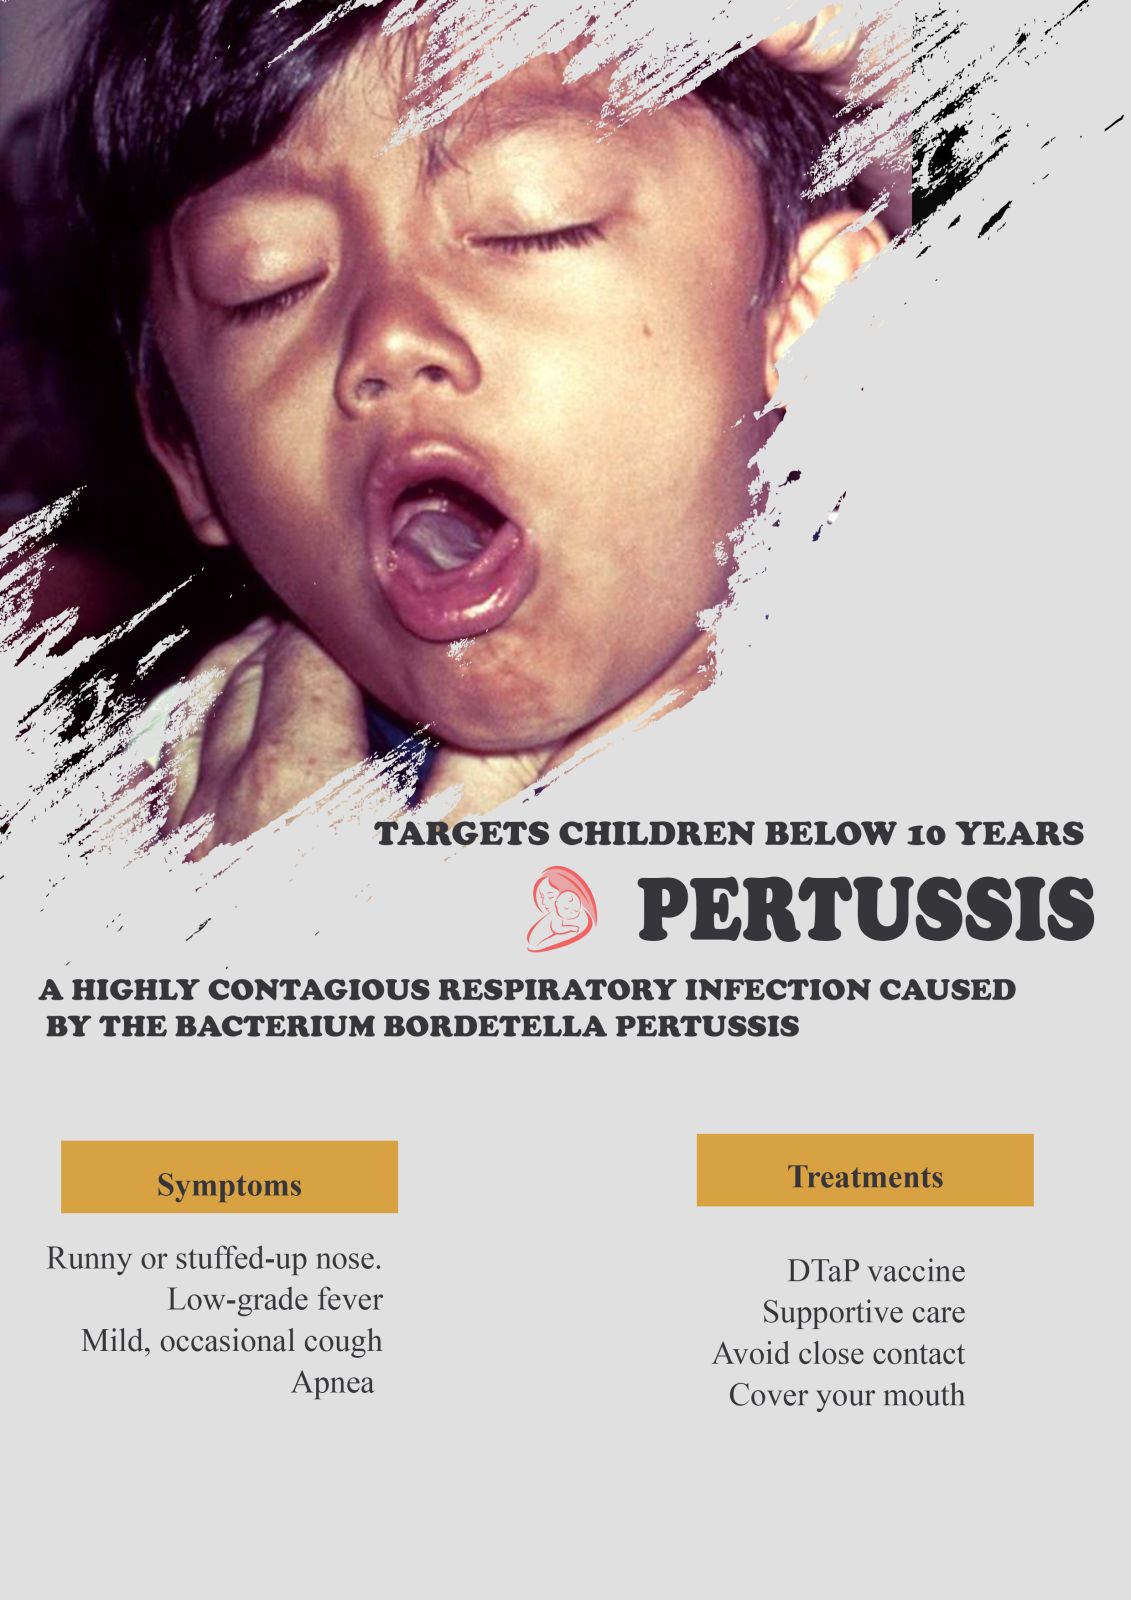 TARGETS CHILDREN BELOW 10 YEARS
PERTUSSIS
A HIGHLY CONTAGIOUS RESPIRATORY INFECTION CAUSED
BY THE BACTERIUM BORDETELLA PERTUSSIS
Symptoms
Runny or stuffed-up nose.
Low-grade fever
Mild, occasional cough
Apnea
Treatments
DTaP vaccine
Supportive care
Avoid close contact
Cover your mouth